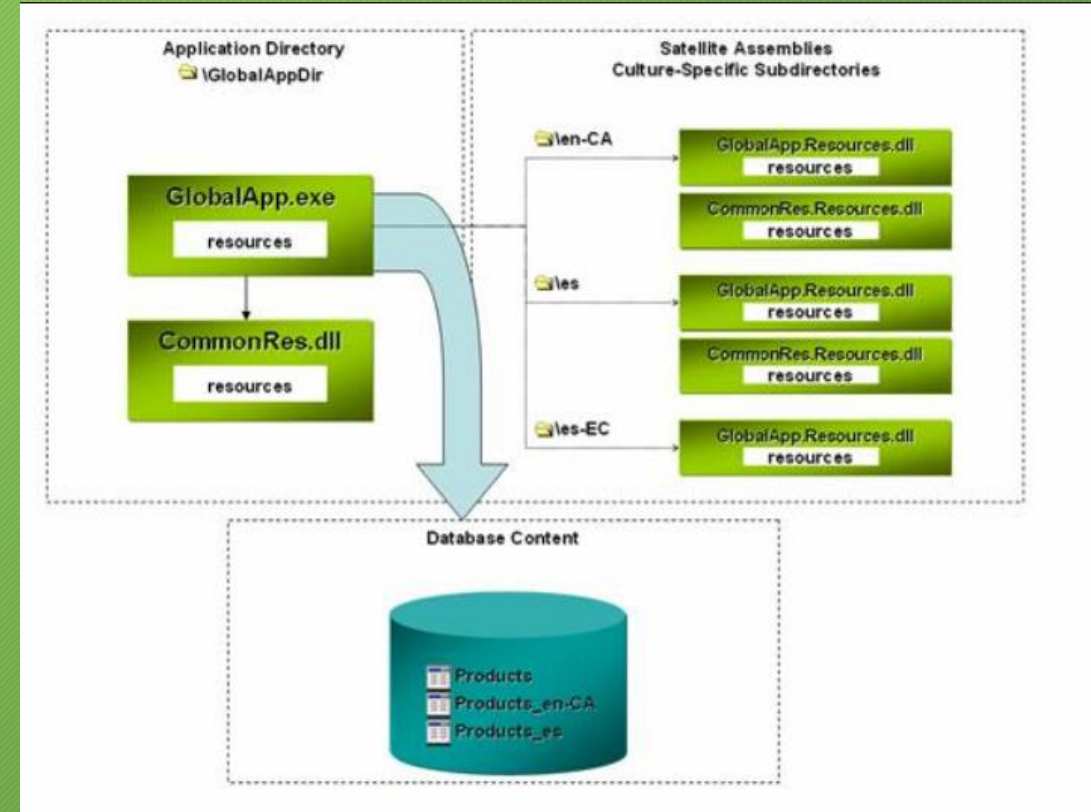 Application Directory
\GlobalAppDir
GlobalApp.exe
resources
CommonRes.dll
resources
Satellite Assemblies
Culture-Specific Subdirectories
\en-CA
GlobalApp.Resources.dll
resources
CommonRes.Resources.dll
resources
\es
GlobalApp.Resources.dll
resources
CommonRes.Resources.dll
resources
\es-EC
GlobalApp.Resources.dll
resources
Database Content
Products
Products_en-CA
Products_es